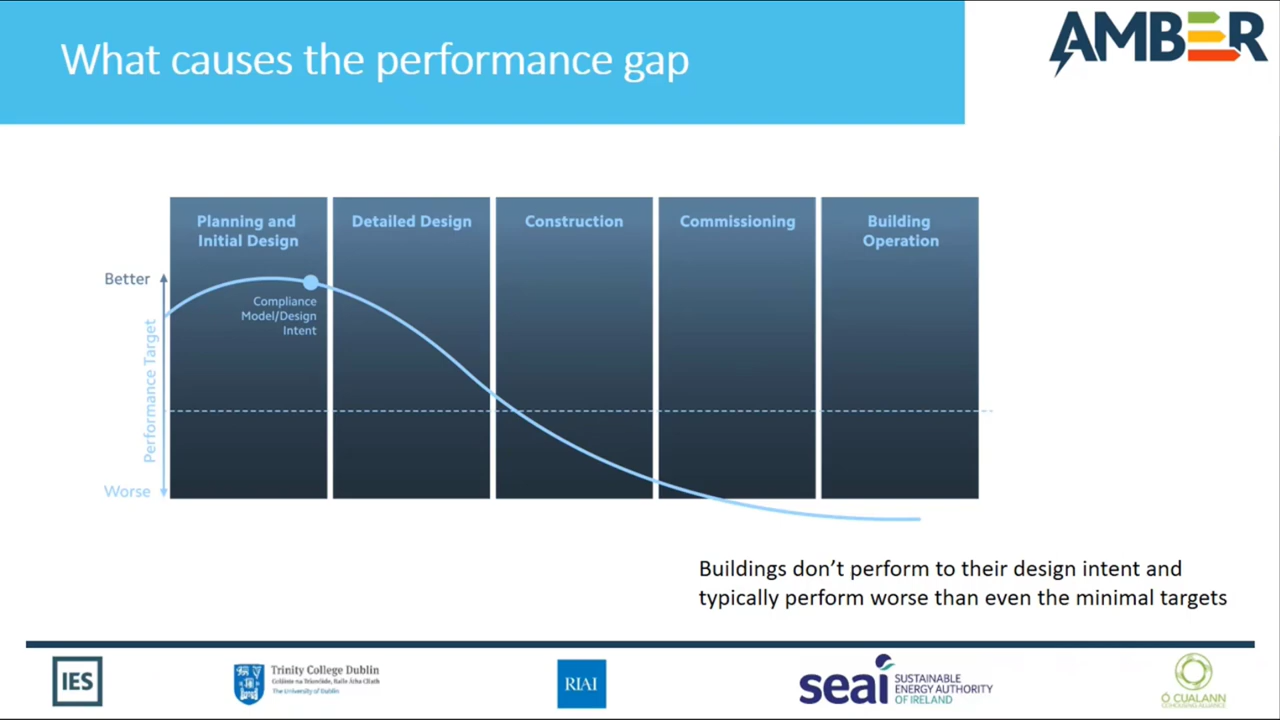 What causes the performance gap
AMBER
Planning and
Initial Design
Detailed Design
Construction
Commissioning
Building
Operation
Better
Performance Target
Worse
Compliance
Model/Design
Intent
Buildings don’t perform to their design intent and
typically perform worse than even the minimal targets
IES
Trinity College Dublin
Coláiste na Tríonóide, Baile Átha Cliath
The University of Dublin
RIAI
seai
SUSTAINABLE
ENERGY AUTHORITY
OF IRELAND
Ó CUALANN
COHOUSING ALLIANCE